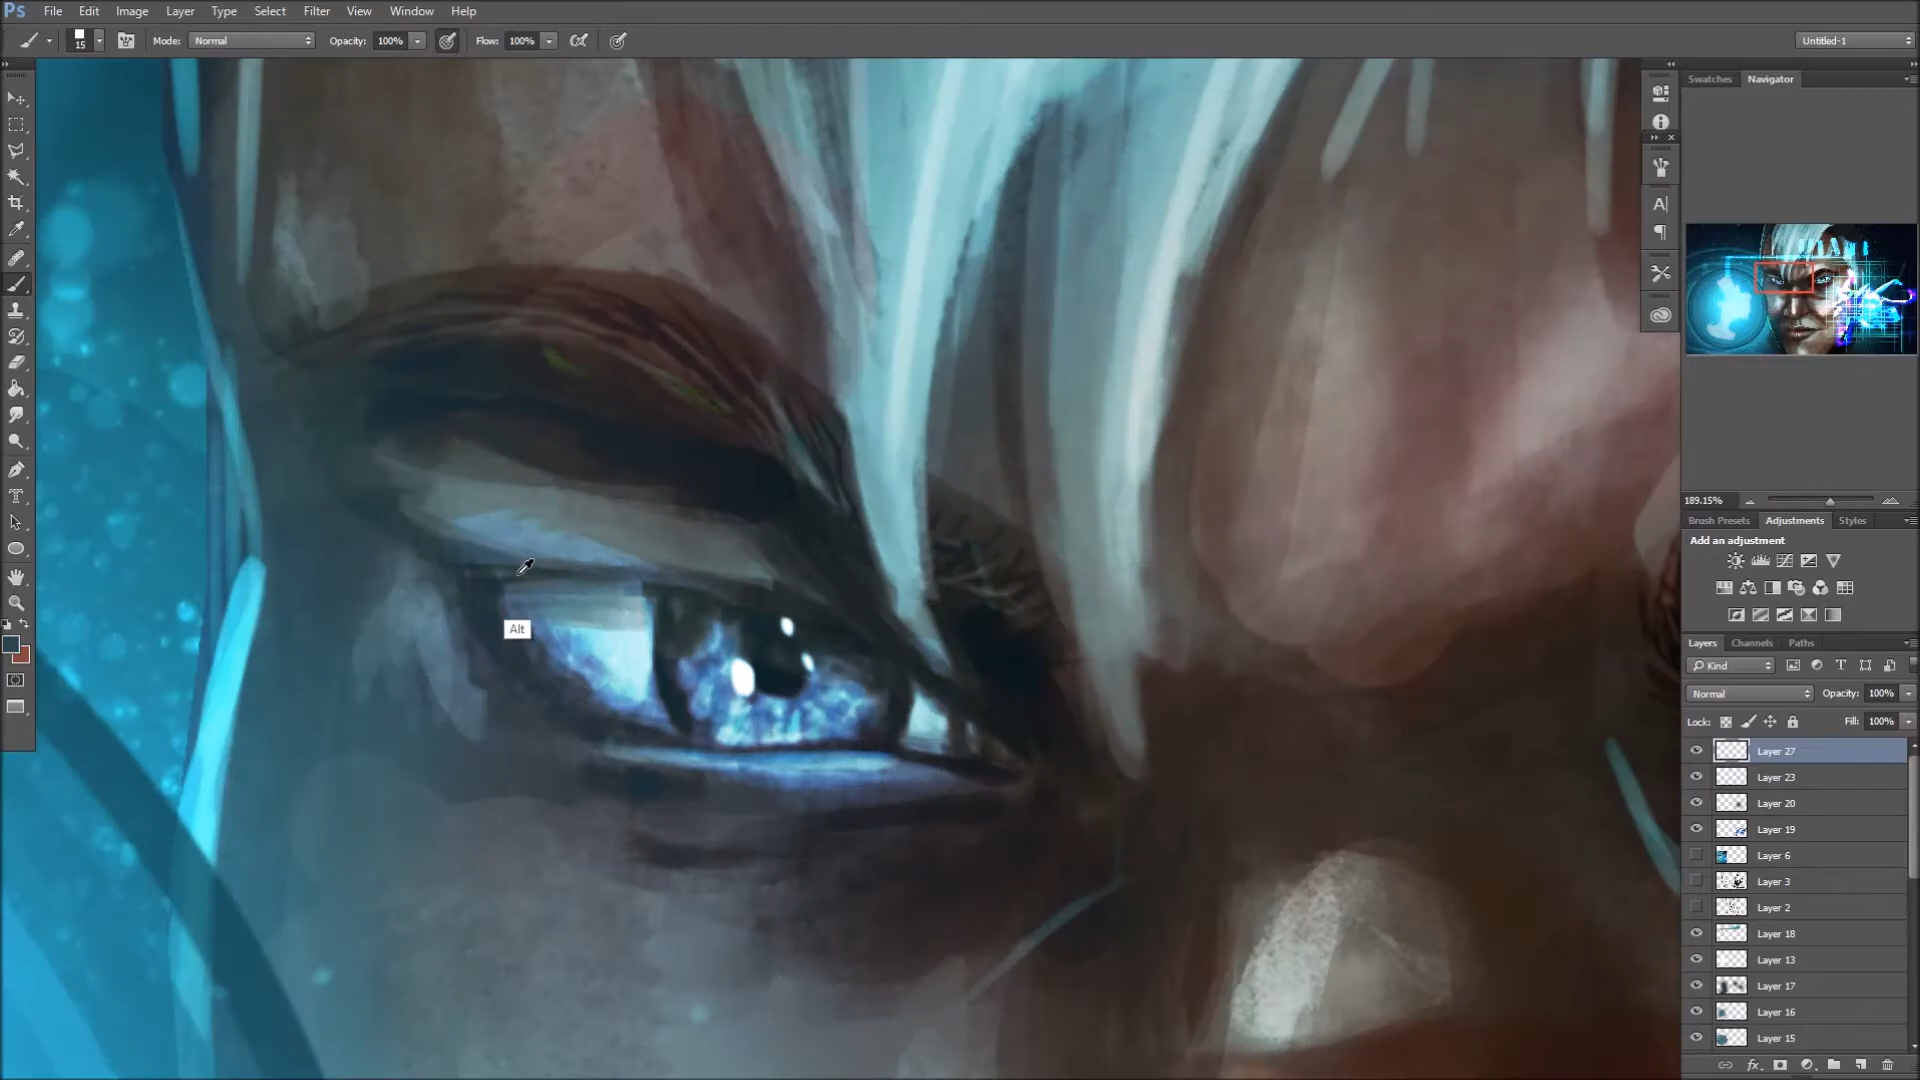 Ps File Edit Image Layer Type Select Filter View Window Help
15 Mode: Normal Opacity: 100% Flow: 100% Untitled-1
Swatches Navigator
189.15%
Brush Presets Adjustments Styles
Add an adjustment
Alt
Layers Channels Paths
Kind
Normal Opacity: 100%
Lock: Fill: 100%
Layer 27
Layer 23
Layer 20
Layer 19
Layer 6
Layer 3
Layer 2
Layer 18
Layer 13
Layer 17
Layer 16
Layer 15